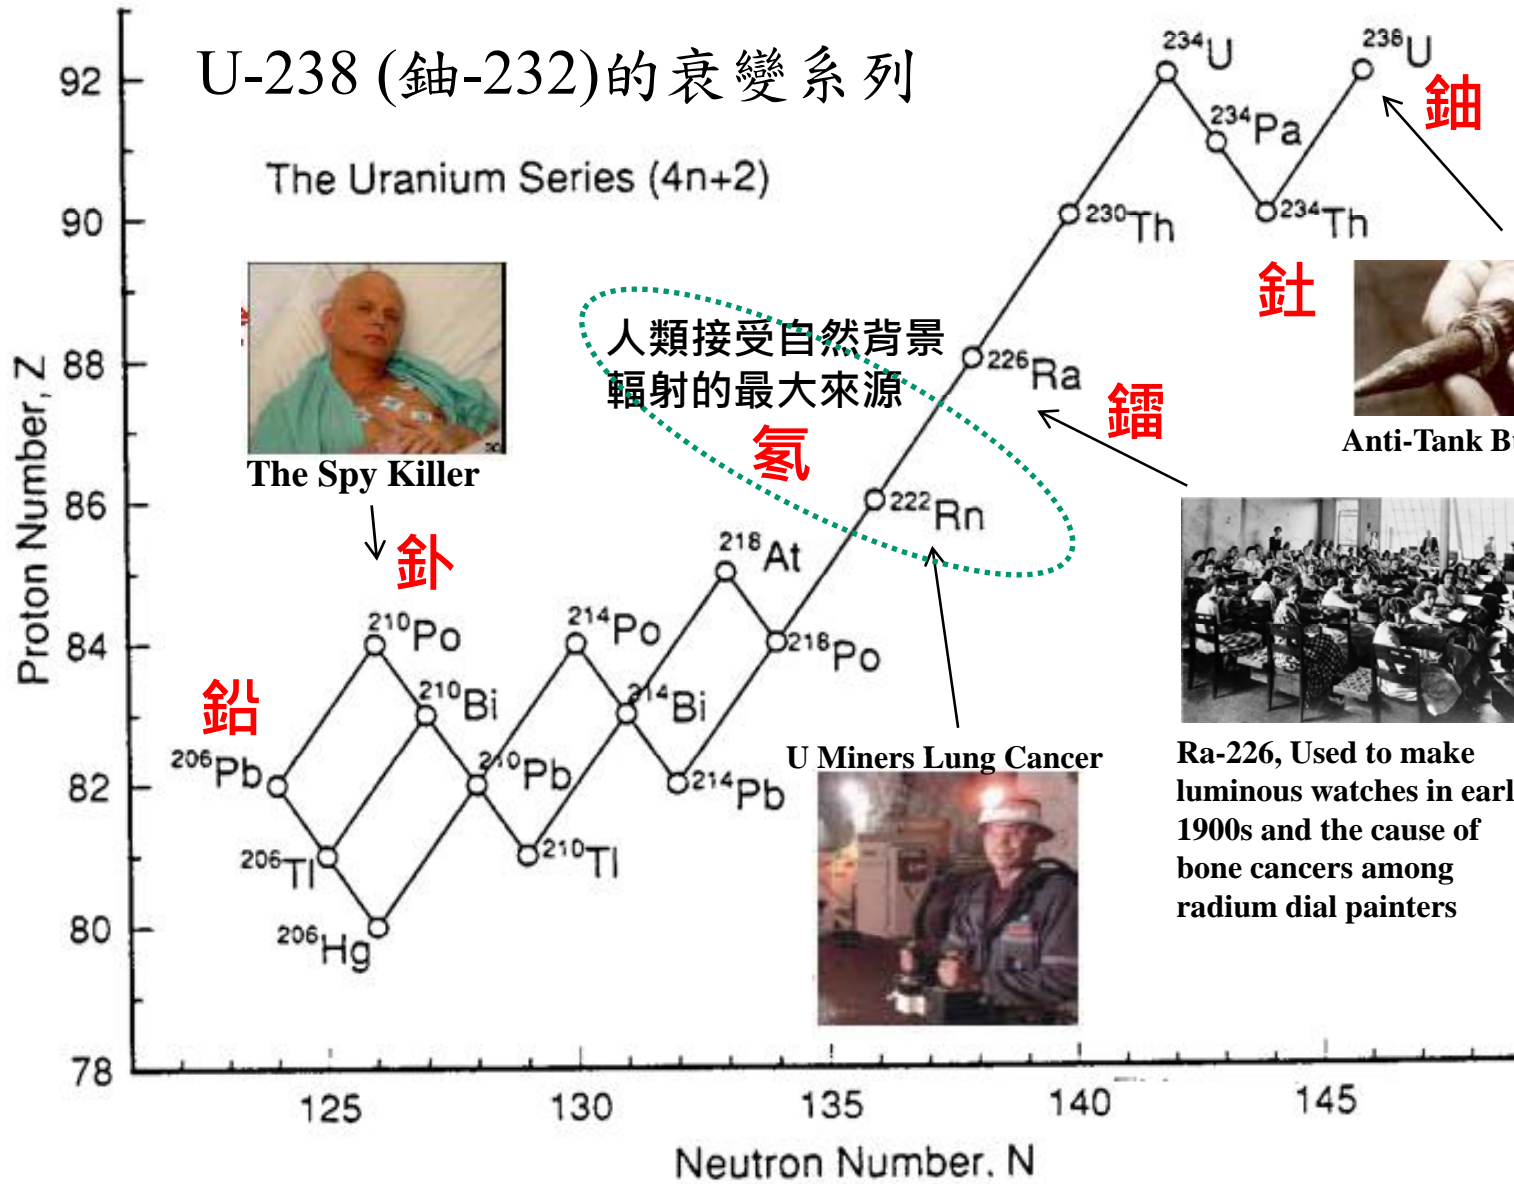 U-238 (鈾-232)的衰變系列
The Uranium Series (4n+2)
Proton Number, Z
92
90
88
86
84
82
80
78
125
130
135
140
145
Neutron Number, N
²³⁴U
²³⁸U
鈾
²³⁴Pa
²³⁰Th
²³⁴Th
釷
人類接受自然背景
輻射的最大來源
氡
²²⁶Ra
鐳
Anti-Tank Bu
The Spy Killer
釙
²²²Rn
²¹⁸At
²¹⁰Po
²¹⁴Po
²¹⁸Po
鉛
²¹⁰Bi
²¹⁴Bi
²⁰⁶Pb
²¹⁰Pb
²¹⁴Pb
²⁰⁶Tl
²¹⁰Tl
²⁰⁶Hg
U Miners Lung Cancer
Ra-226, Used to make
luminous watches in earl
1900s and the cause of
bone cancers among
radium dial painters